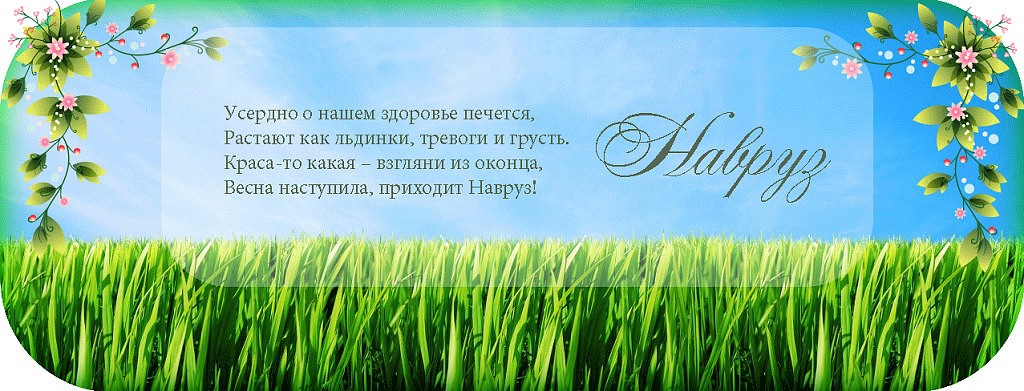 Усердно о нашем здоровье печется,
Растают как льдинки, тревоги и грусть.
Краса-то какая – взгляни из оконца,
Весна наступила, приходит Навруз!
Навруз